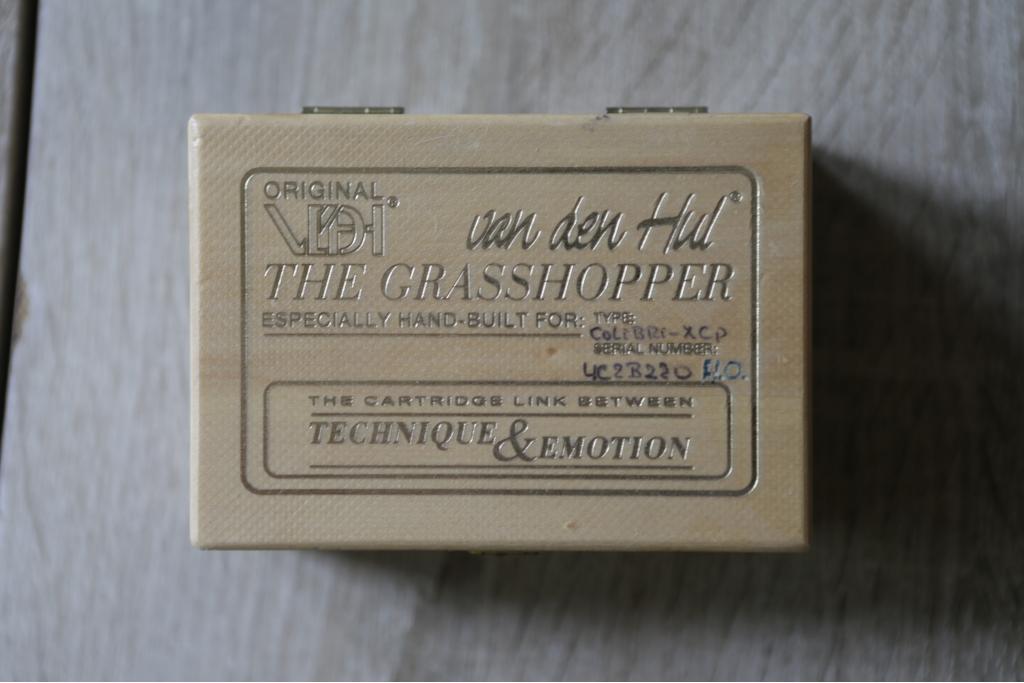 ORIGINAL
VDH® van den Hul®
THE GRASSHOPPER
ESPECIALLY HAND-BUILT FOR: TYPE:
COLIBRI-XCP
SERIAL NUMBER:
4C2B220
THE CARTRIDGE LINK BETWEEN
TECHNIQUE & EMOTION